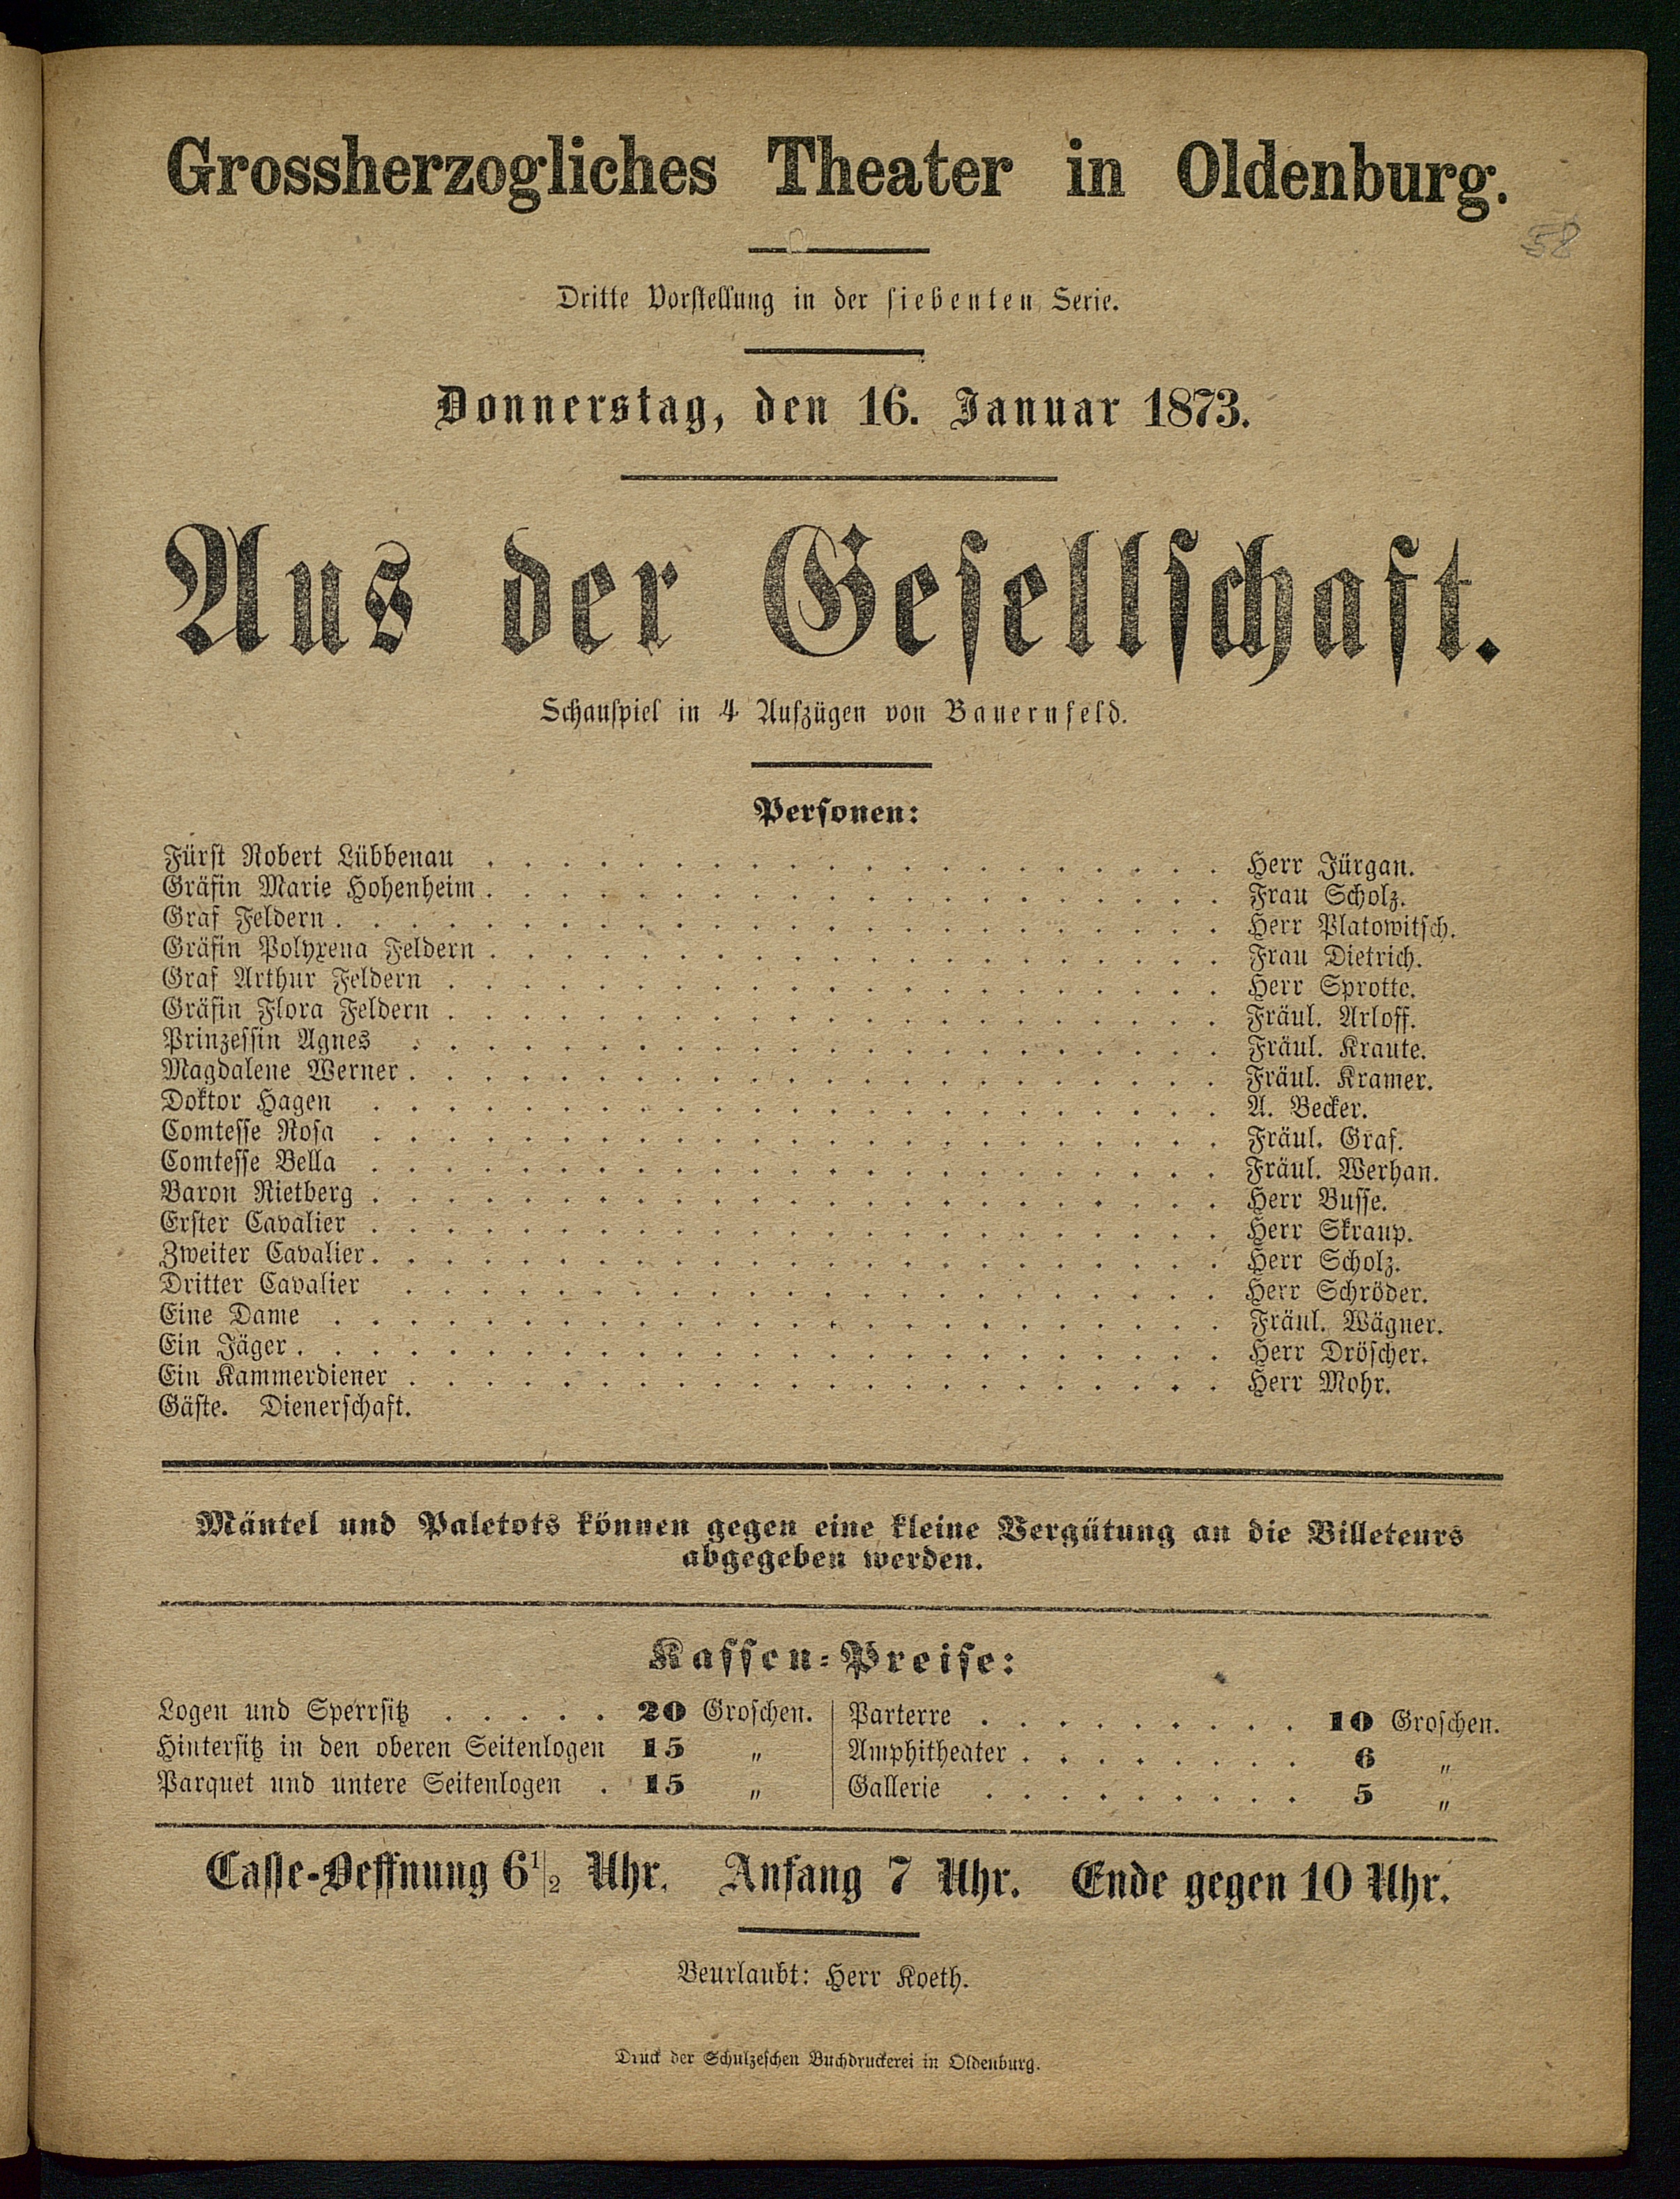 Grossherzogliches Theater in Oldenburg.
58
Dritte Vorstellung in der siebenten Serie.
Donnerstag, den 16. Januar 1873.
Aus der Gesellschaft.
Schauspiel in 4 Aufzügen von Bauernfeld.
Personen:
Fürst Robert Lübbenau . . . . . . . . . . . . . . . . . . . . Herr Jürgan.
Gräfin Marie Hohenheim . . . . . . . . . . . . . . . . . . . . Frau Scholz.
Graf Feldern . . . . . . . . . . . . . . . . . . . . . . . . Herr Platowitsch.
Gräfin Polyxena Feldern . . . . . . . . . . . . . . . . . . . . Frau Dietrich.
Graf Arthur Feldern . . . . . . . . . . . . . . . . . . . . . Herr Sprotte.
Gräfin Flora Feldern . . . . . . . . . . . . . . . . . . . . . Fräul. Arloff.
Prinzessin Agnes . . . . . . . . . . . . . . . . . . . . . . Fräul. Kraute.
Magdalene Werner . . . . . . . . . . . . . . . . . . . . . . Fräul. Kramer.
Doktor Hagen . . . . . . . . . . . . . . . . . . . . . . . A. Becker.
Comtesse Rosa . . . . . . . . . . . . . . . . . . . . . . . Fräul. Graf.
Comtesse Bella . . . . . . . . . . . . . . . . . . . . . . . Fräul. Werhan.
Baron Rietberg . . . . . . . . . . . . . . . . . . . . . . . Herr Busse.
Erster Cavalier . . . . . . . . . . . . . . . . . . . . . . . Herr Skraup.
Zweiter Cavalier . . . . . . . . . . . . . . . . . . . . . . . Herr Scholz.
Dritter Cavalier . . . . . . . . . . . . . . . . . . . . . . Herr Schröder.
Eine Dame . . . . . . . . . . . . . . . . . . . . . . . . Fräul. Wägner.
Ein Jäger . . . . . . . . . . . . . . . . . . . . . . . . . Herr Dröscher.
Ein Kammerdiener . . . . . . . . . . . . . . . . . . . . . . Herr Mohr.
Gäste. Dienerschaft.
Mäntel und Paletots können gegen eine kleine Vergütung an die Billeteurs
abgegeben werden.
Kassen-Preise:
Logen und Sperrsitz . . . . . 20 Groschen. Parterre . . . . . . . . . 10 Groschen.
Hintersitz in den oberen Seitenlogen 15 " Amphitheater . . . . . . . . 6 "
Parquet und untere Seitenlogen . 15 " Gallerie . . . . . . . . . 5 "
Casse-Oeffnung 6 1/2 Uhr. Anfang 7 Uhr. Ende gegen 10 Uhr.
Beurlaubt: Herr Koeth.
Druck der Schulzeschen Buchdruckerei in Oldenburg.